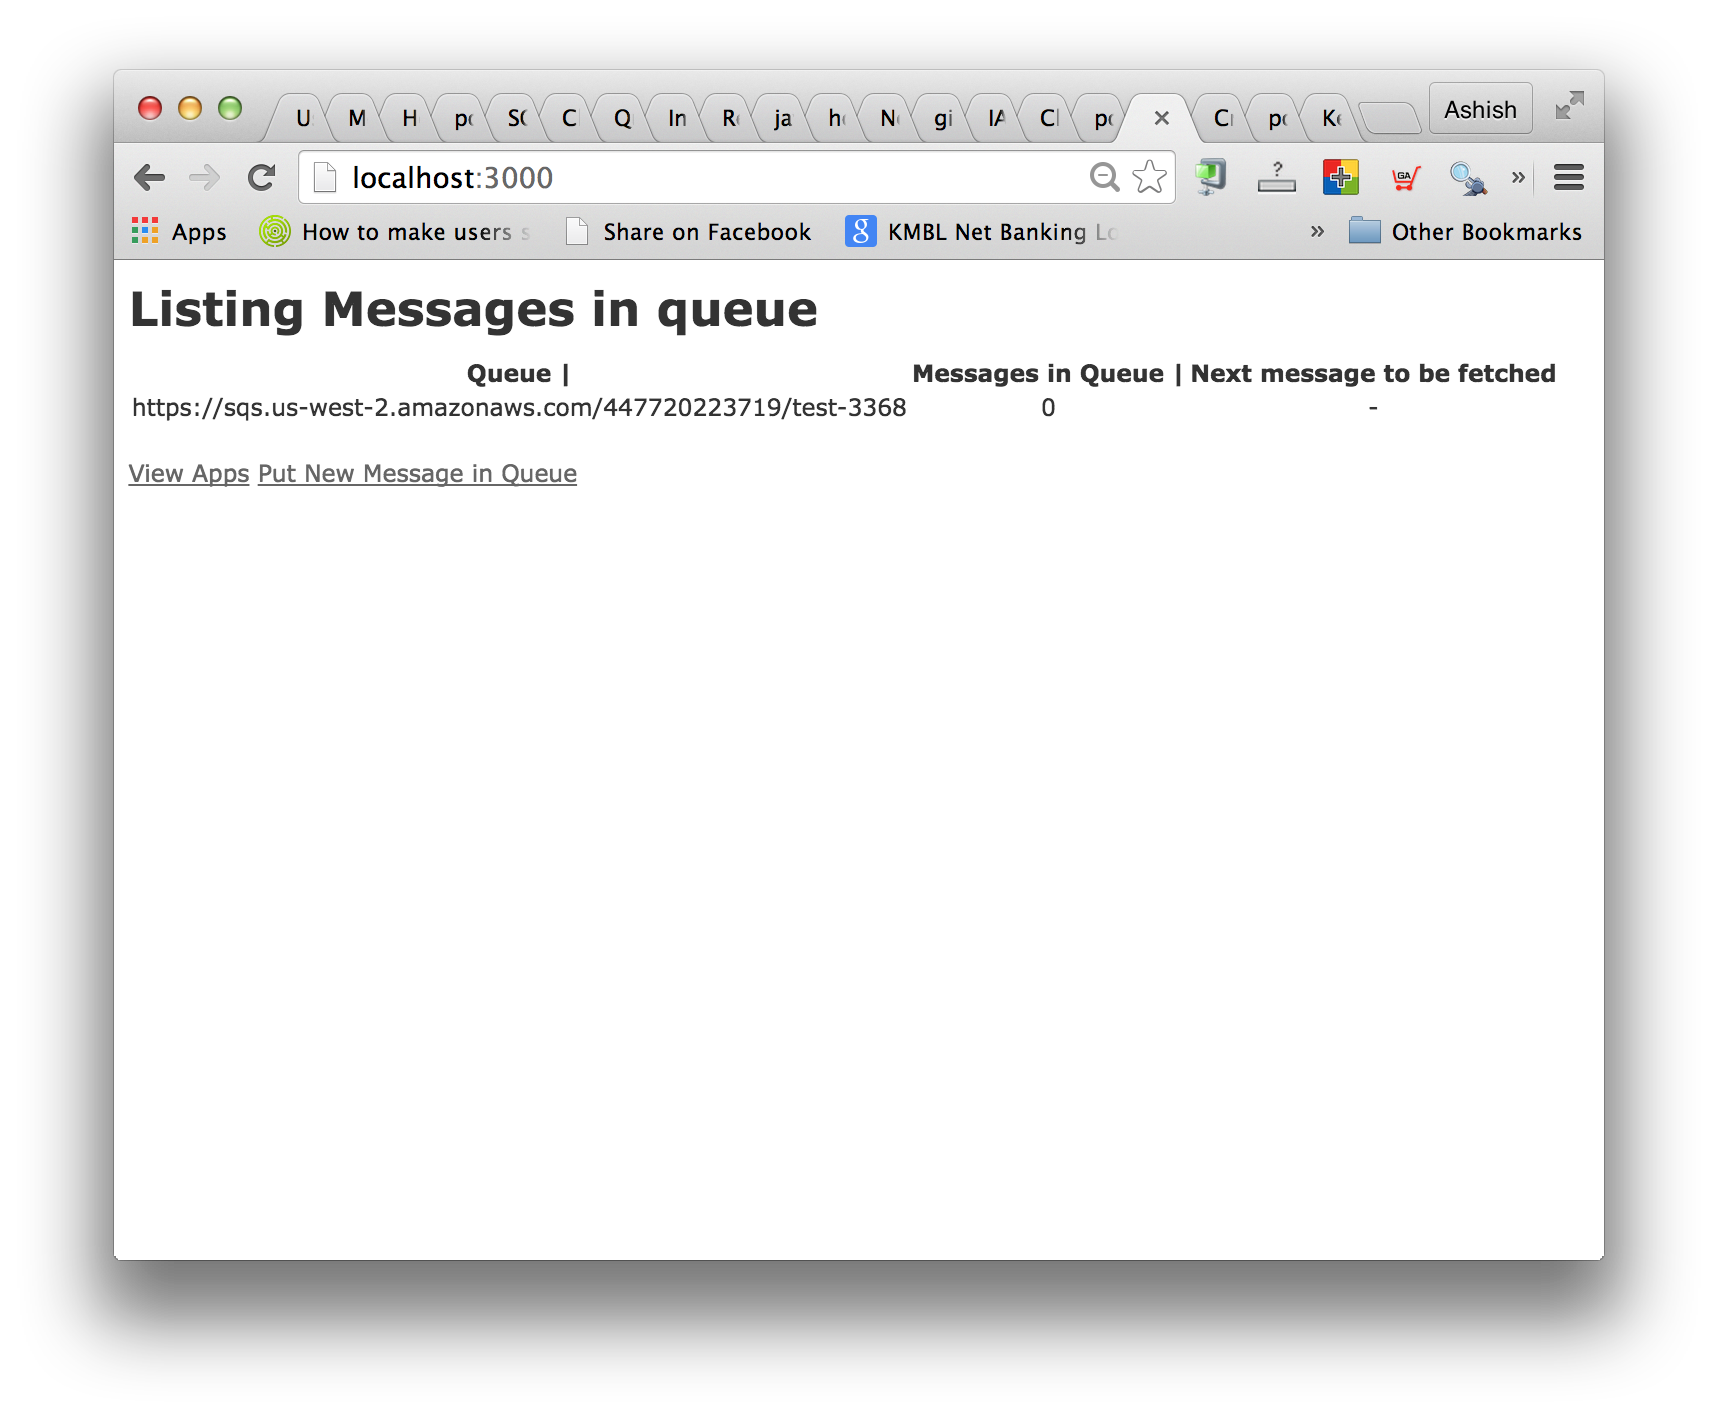 U M H SC C Q In R ja N gi IA Cl × Ashish
localhost:3000
Apps How to make users Share on Facebook KMBL Net Banking » Other Bookmarks
Listing Messages in queue
Queue | Messages in Queue | Next message to be fetched
https://sqs.us-west-2.amazonaws.com/447720223719/test-3368 0 -
View Apps Put New Message in Queue